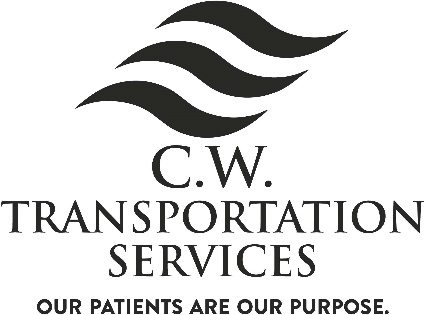 C.W.
TRANSPORTATION
SERVICES
OUR PATIENTS ARE OUR PURPOSE.